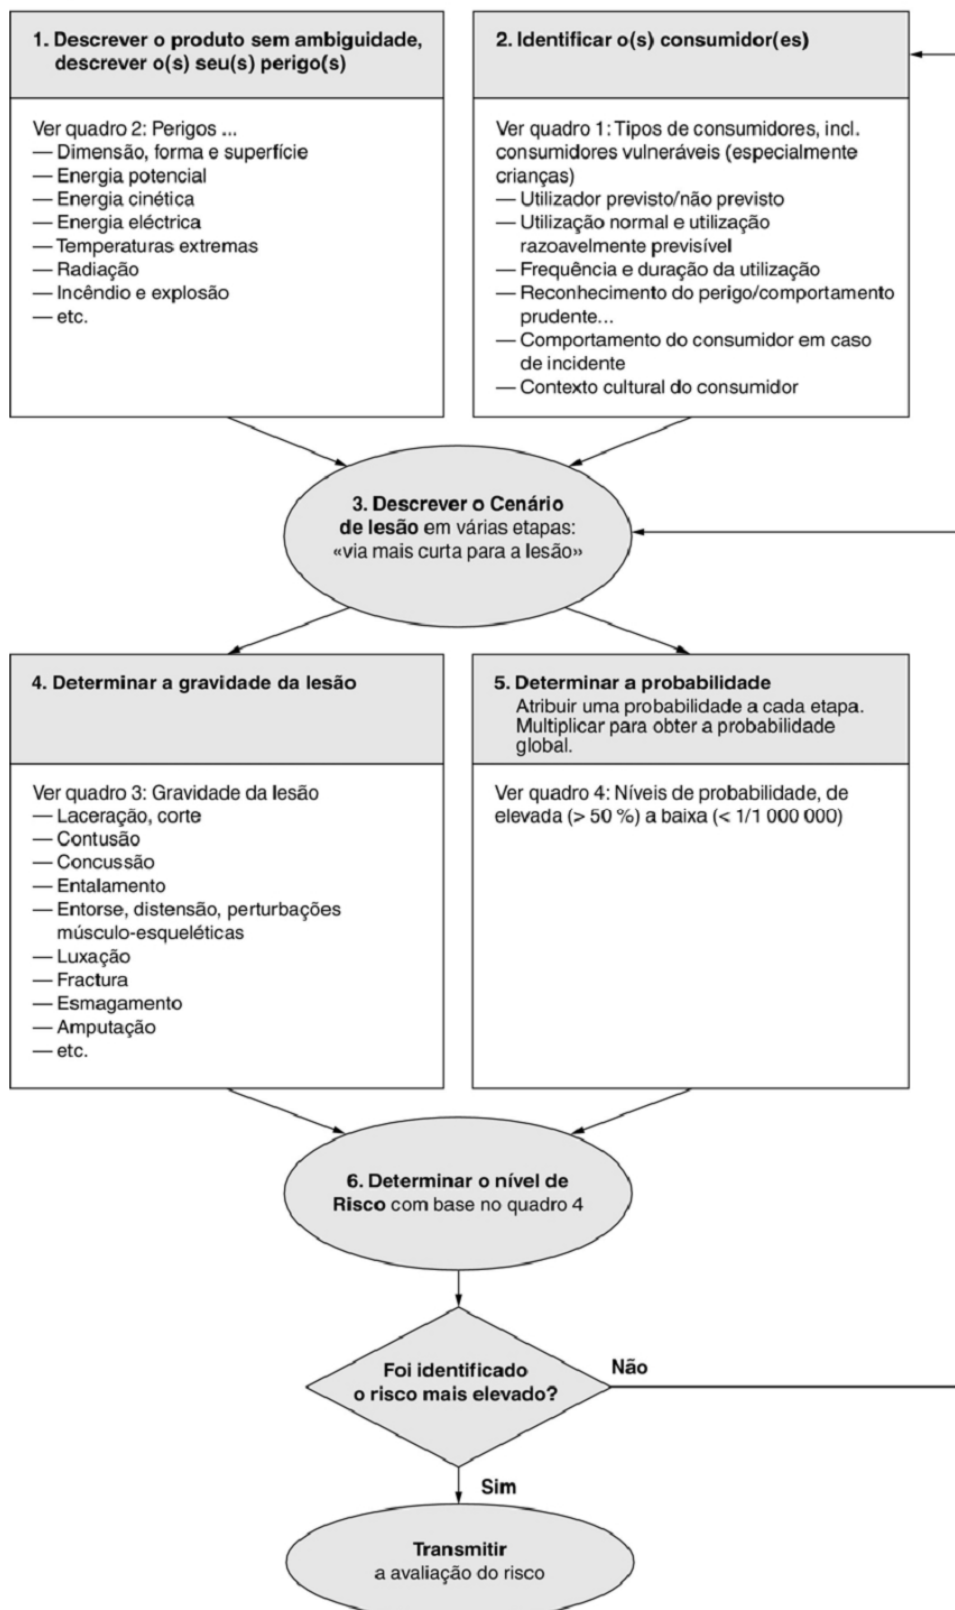 1. Descrever o produto sem ambiguidade,
descrever o(s) seu(s) perigo(s)
Ver quadro 2: Perigos ...
— Dimensão, forma e superfície
— Energia potencial
— Energia cinética
— Energia eléctrica
— Temperaturas extremas
— Radiação
— Incêndio e explosão
— etc.
2. Identificar o(s) consumidor(es)
Ver quadro 1: Tipos de consumidores, incl.
consumidores vulneráveis (especialmente
crianças)
— Utilizador previsto/não previsto
— Utilização normal e utilização
razoavelmente previsível
— Frequência e duração da utilização
— Reconhecimento do perigo/comportamento
prudente...
— Comportamento do consumidor em caso
de incidente
— Contexto cultural do consumidor
3. Descrever o Cenário
de lesão em várias etapas:
«via mais curta para a lesão»
4. Determinar a gravidade da lesão
Ver quadro 3: Gravidade da lesão
— Laceração, corte
— Contusão
— Concussão
— Entalamento
— Entorse, distensão, perturbações
músculo-esqueléticas
— Luxação
— Fractura
— Esmagamento
— Amputação
— etc.
5. Determinar a probabilidade
Atribuir uma probabilidade a cada etapa.
Multiplicar para obter a probabilidade
global.
Ver quadro 4: Níveis de probabilidade, de
elevada (> 50 %) a baixa (< 1/1 000 000)
6. Determinar o nível de
Risco com base no quadro 4
Foi identificado
o risco mais elevado?
Não
Sim
Transmitir
a avaliação do risco